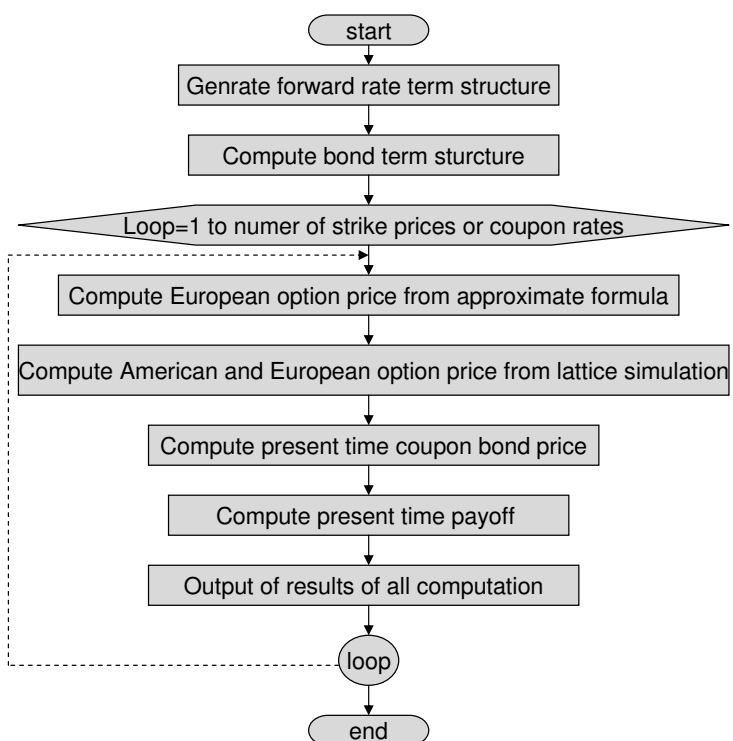 start
Genrate forward rate term structure
Compute bond term sturcture
Loop=1 to numer of strike prices or coupon rates
Compute European option price from approximate formula
Compute American and European option price from lattice simulation
Compute present time coupon bond price
Compute present time payoff
Output of results of all computation
loop
end